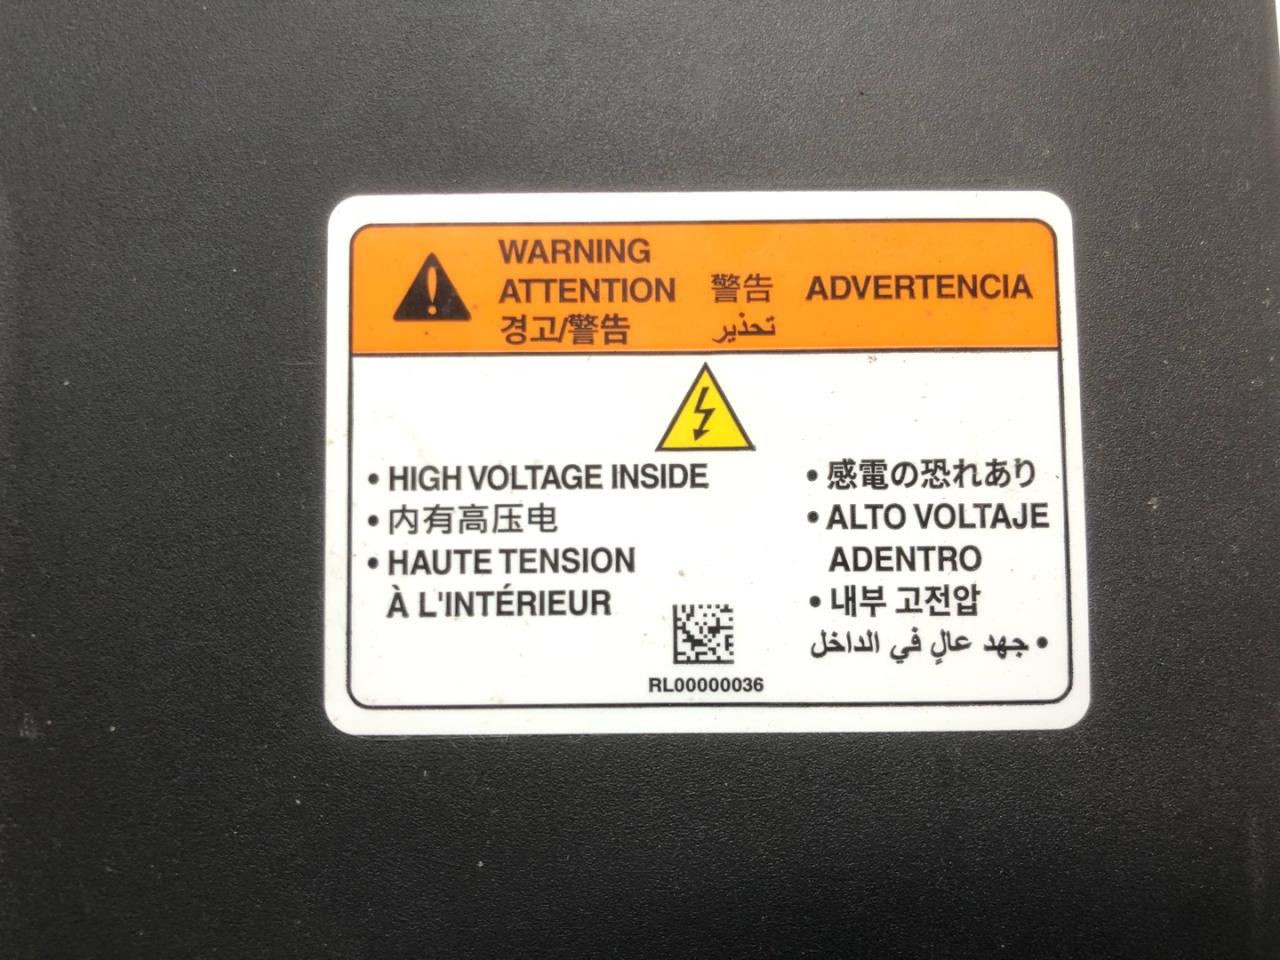 WARNING
ATTENTION 警告 ADVERTENCIA
경고/警告 تحذير
• HIGH VOLTAGE INSIDE
• 内有高压电
• HAUTE TENSION
À L'INTÉRIEUR
• 感電の恐れあり
• ALTO VOLTAJE
ADENTRO
• 내부 고전압
• جهد عالٍ في الداخل
RL00000036